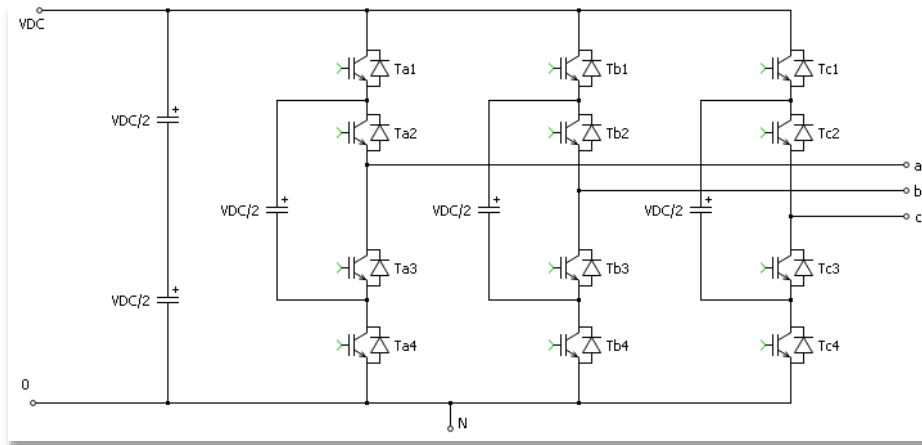 VDC
Ta1
Tb1
Tc1
VDC/2
Ta2
Tb2
Tc2
a
b
VDC/2
VDC/2
VDC/2
c
Ta3
Tb3
Tc3
VDC/2
Ta4
Tb4
Tc4
0
N